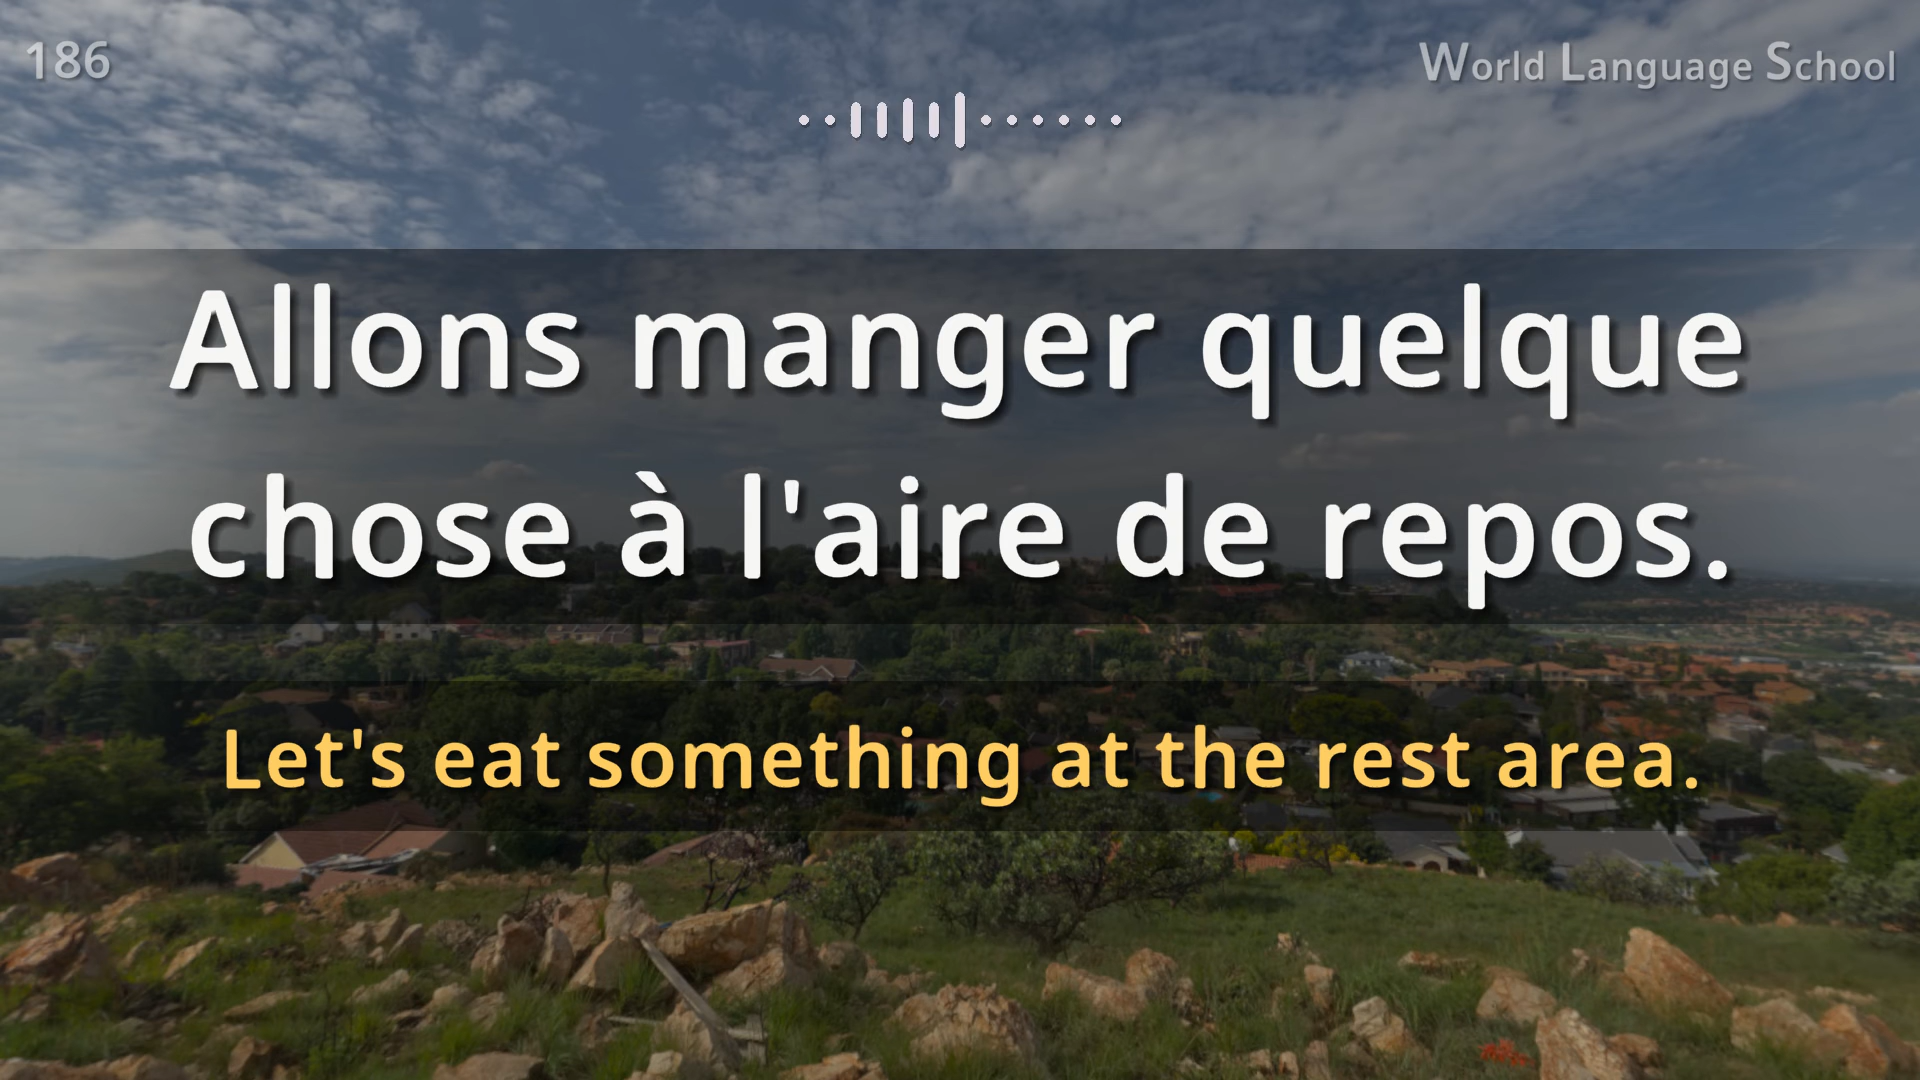 186
World Language School
Allons manger quelque
chose à l'aire de repos.
Let's eat something at the rest area.